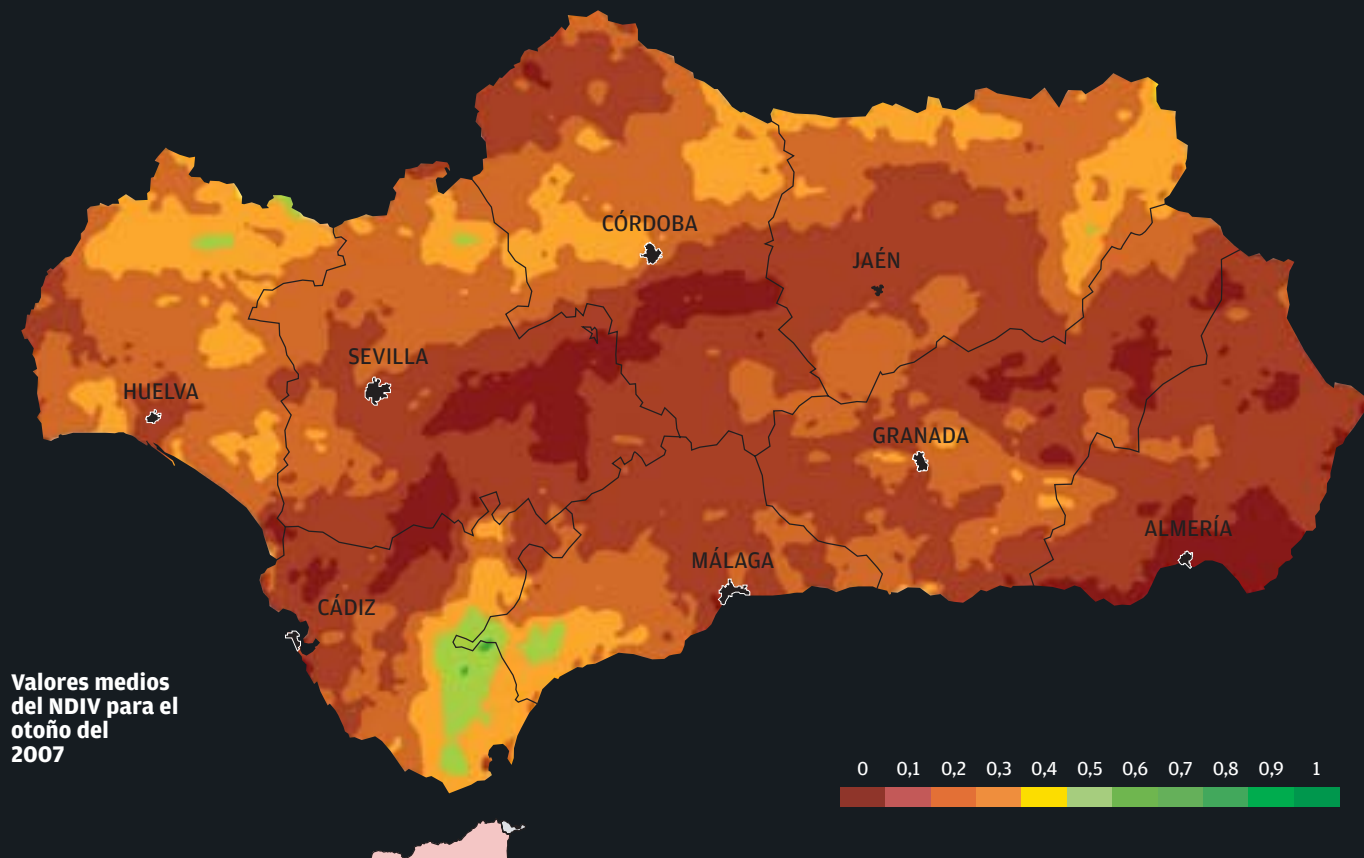 CÓRDOBA
JAÉN
SEVILLA
HUELVA
GRANADA
ALMERÍA
MÁLAGA
CÁDIZ
Valores medios
del NDIV para el
otoño del
2007
0 0,1 0,2 0,3 0,4 0,5 0,6 0,7 0,8 0,9 1